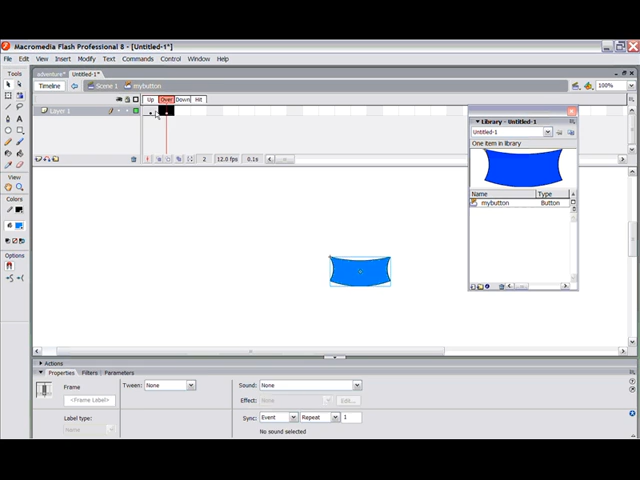 Macromedia Flash Professional 8 - [Untitled-1*]
File Edit View Insert Modify Text Commands Control Window Help
Tools adventure* Untitled-1*
Timeline Scene 1 mybutton 100%
View
Colors
Options
Up Over Down Hit
Layer 1
2 12.0 fps 0.1s
Library - Untitled-1
Untitled-1
One item in library
Name Type
mybutton Button
Actions
Properties Filters Parameters
Frame Tween: None Sound: None
<Frame Label> Effect: None Edit...
Label type: Sync: Event Repeat 1
Name No sound selected